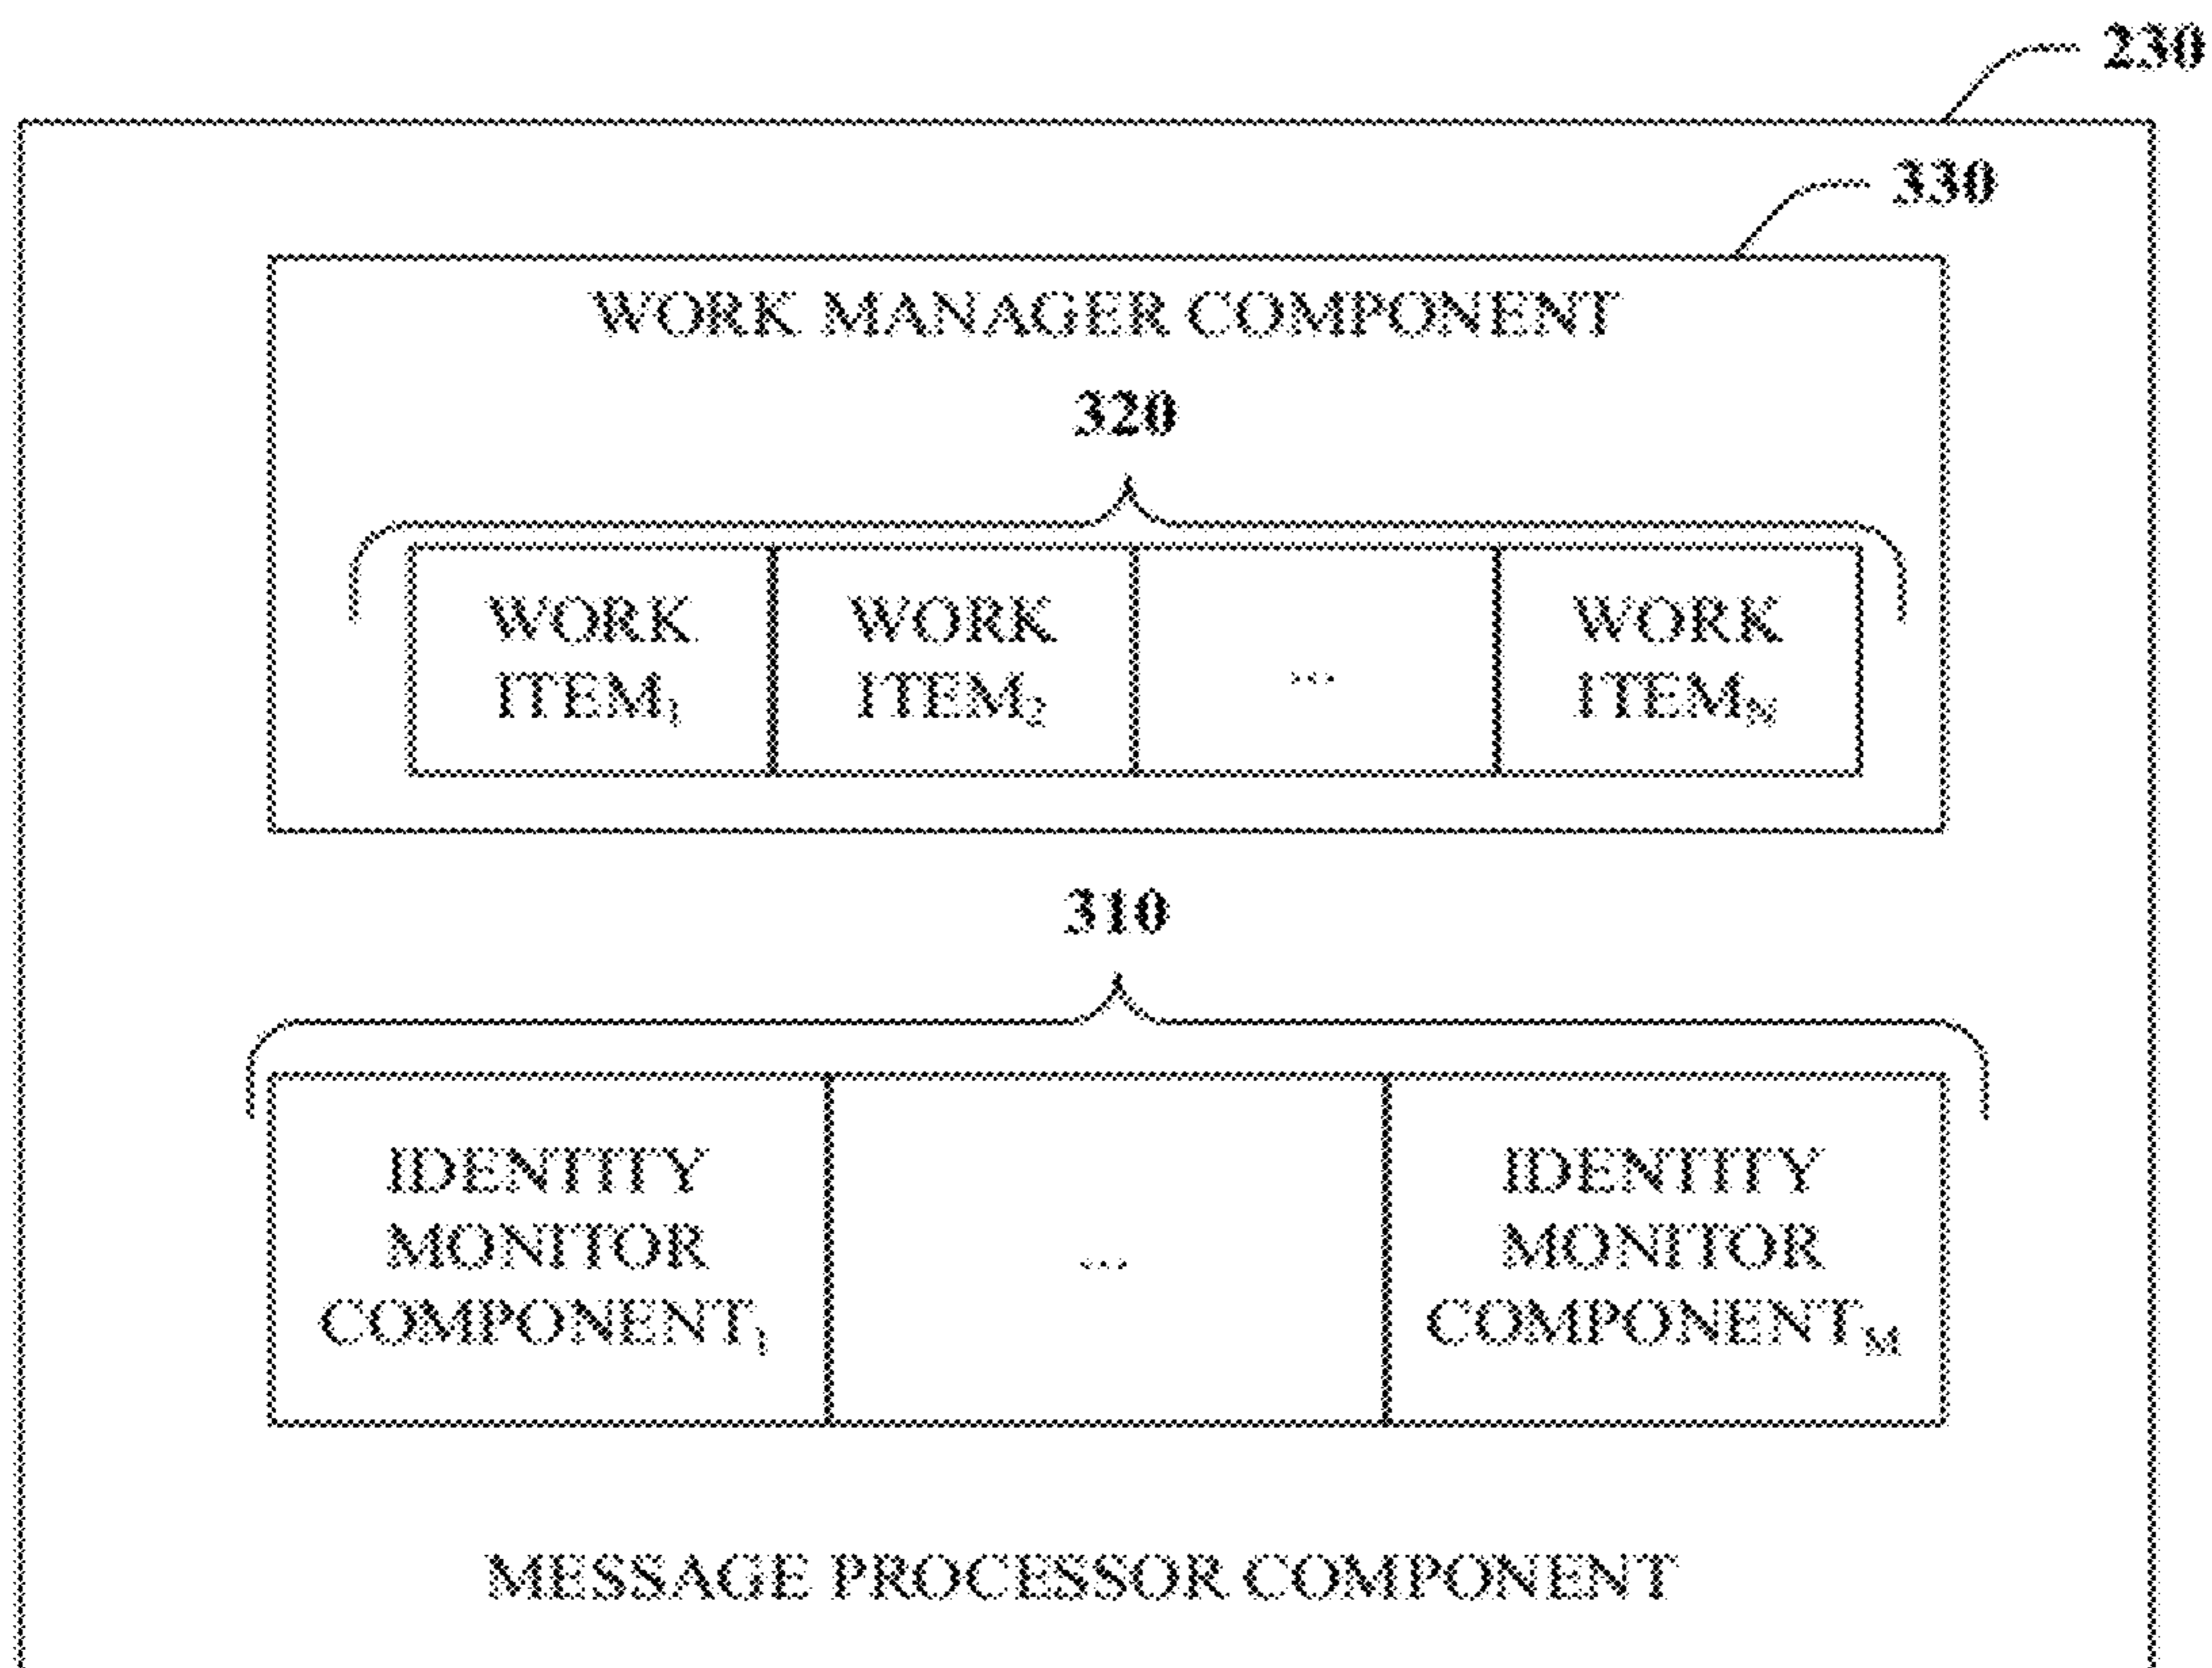 230
330
WORK MANAGER COMPONENT
320
WORK ITEM₁
WORK ITEM₂
...
WORK ITEMN
310
IDENTITY
MONITOR
COMPONENT₁
...
IDENTITY
MONITOR
COMPONENTM
MESSAGE PROCESSOR COMPONENT